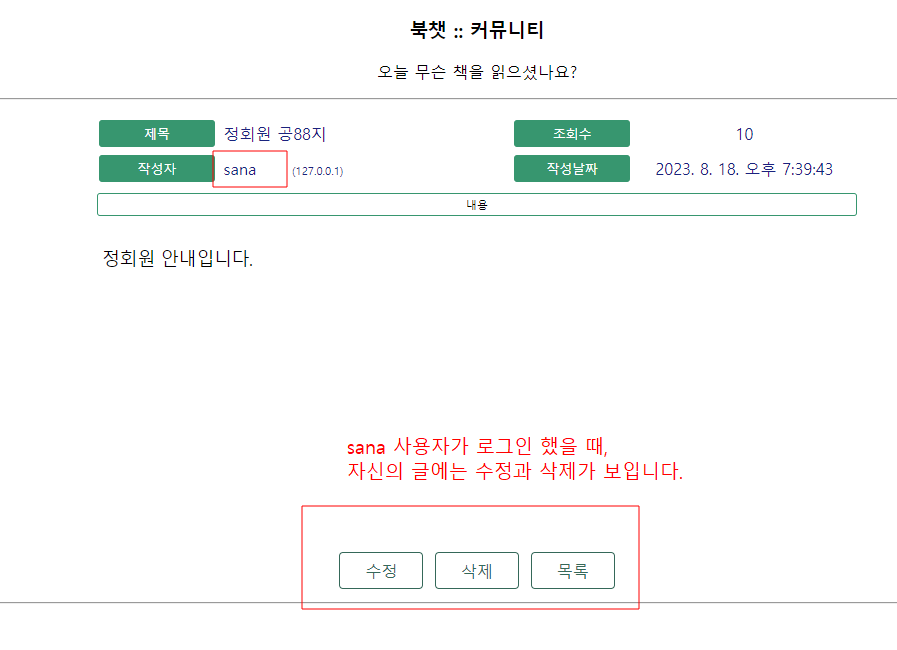 북챗 :: 커뮤니티
오늘 무슨 책을 읽으셨나요?
제목 정회원 공88지 조회수 10
작성자 sana (127.0.0.1) 작성날짜 2023. 8. 18. 오후 7:39:43
내용
정회원 안내입니다.
sana 사용자가 로그인 했을 때,
자신의 글에는 수정과 삭제가 보입니다.
수정 삭제 목록